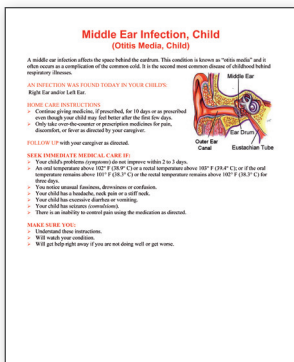 Middle Ear Infection, Child
(Otitis Media, Child)
A middle ear infection affects the space behind the eardrum. This condition is known as "otitis media" and it
often occurs as a complication of the common cold. It is the second most common disease of childhood behind
respiratory illnesses.
AN INFECTION WAS FOUND TODAY IN YOUR CHILD'S:
Right Ear and/or Left Ear.
HOME CARE INSTRUCTIONS
Continue giving medicine, if prescribed, for 10 days or as prescribed
even though your child may feel better after the first few days.
Only take over-the-counter or prescription medicines for pain,
discomfort, or fever as directed by your caregiver.
FOLLOW UP with your caregiver as directed.
Middle Ear
Ear Drum
Outer Ear
Canal
Eustachian Tube
SEEK IMMEDIATE MEDICAL CARE IF:
Your child's problems (symptoms) do not improve within 2 to 3 days.
An oral temperature above 102° F (38.9° C) or a rectal temperature above 103° F (39.4° C); or if the oral
temperature remains above 101° F (38.3° C) or the rectal temperature remains above 102° F (38.3° C) for
three days.
You notice unusual fussiness, drowsiness or confusion.
Your child has a headache, neck pain or a stiff neck.
Your child has excessive diarrhea or vomiting.
Your child has seizures (convulsions).
There is an inability to control pain using the medication as directed.
MAKE SURE YOU:
Understand these instructions.
Will watch your condition.
Will get help right away if you are not doing well or get worse.